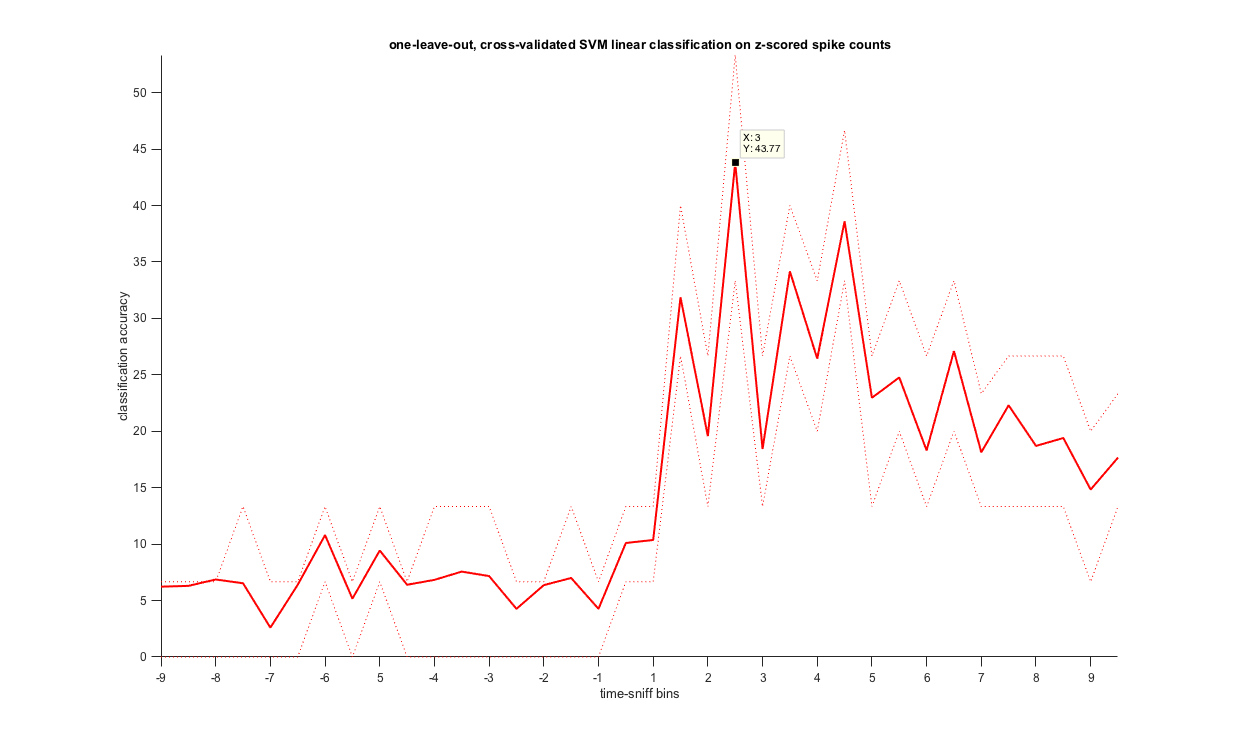 one-leave-out, cross-validated SVM linear classification on z-scored spike counts
50
X: 3
Y: 43.77
45
40
35
30
25
20
15
10
5
0
classification accuracy
-9 -8 -7 -6 5 -4 -3 -2 -1 1 2 3 4 5 6 7 8 9
time-sniff bins